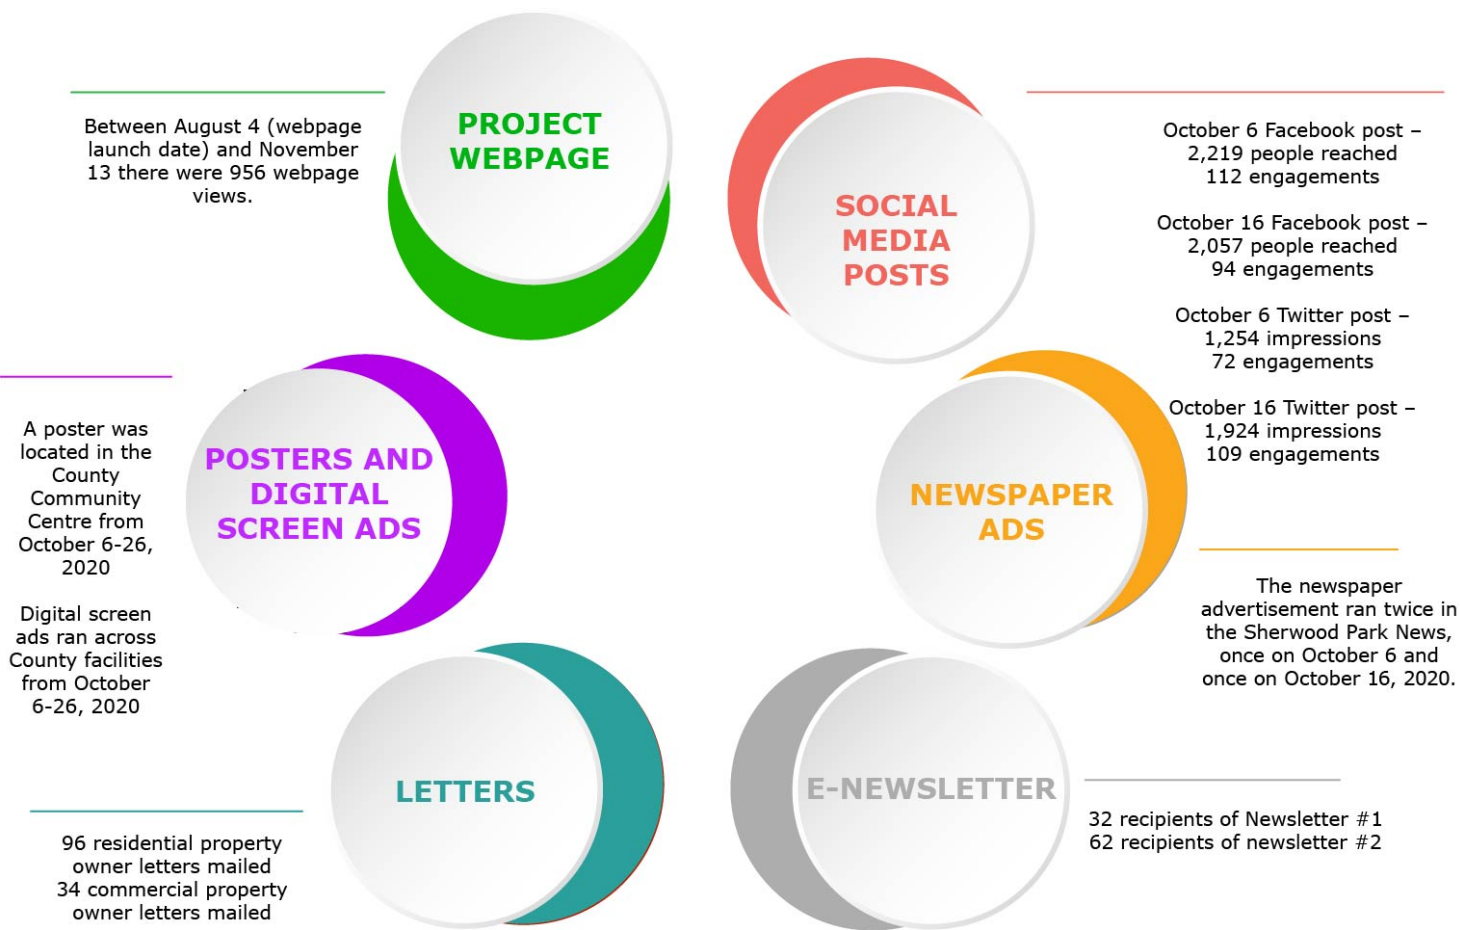 PROJECT
WEBPAGE
Between August 4 (webpage
launch date) and November
13 there were 956 webpage
views.
SOCIAL
MEDIA
POSTS
October 6 Facebook post –
2,219 people reached
112 engagements
October 16 Facebook post –
2,057 people reached
94 engagements
October 6 Twitter post –
1,254 impressions
72 engagements
October 16 Twitter post –
1,924 impressions
109 engagements
POSTERS AND
DIGITAL
SCREEN ADS
A poster was
located in the
County
Community
Centre from
October 6-26,
2020
Digital screen
ads ran across
County facilities
from October
6-26, 2020
NEWSPAPER
ADS
The newspaper
advertisement ran twice in
the Sherwood Park News,
once on October 6 and
once on October 16, 2020.
LETTERS
96 residential property
owner letters mailed
34 commercial property
owner letters mailed
E-NEWSLETTER
32 recipients of Newsletter #1
62 recipients of newsletter #2